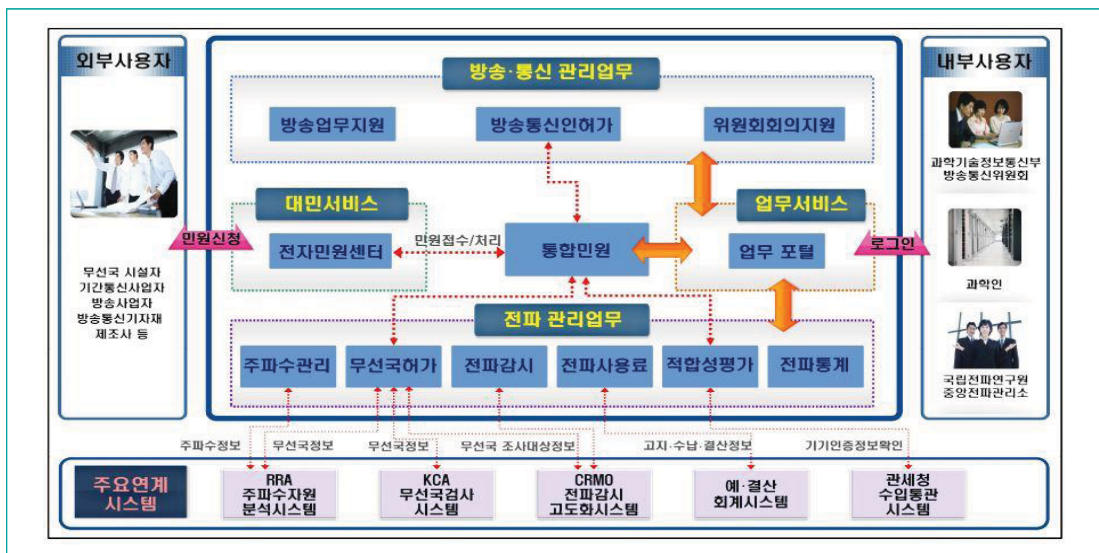 외부사용자
무선국 시설자
기간통신사업자
방송사업자
방송통신기자재
제조사 등
민원신청
방송·통신 관리업무
방송업무지원
방송통신인허가
위원회회의지원
대민서비스
전자민원센터
민원접수/처리
통합민원
업무서비스
업무 포털
로그인
전파 관리업무
주파수관리
무선국허가
전파감시
전파사용료
적합성평가
전파통계
내부사용자
과학기술정보통신부
방송통신위원회
과학인
국립전파연구원
중앙전파관리소
주파수정보
무선국정보
무선국정보
무선국 조사대상정보
고지·수납·결산정보
기기인증정보확인
주요연계
시스템
RRA
주파수자원
분석시스템
KCA
무선국검사
시스템
CRMO
전파감시
고도화시스템
예·결산
회계시스템
관세청
수입통관
시스템